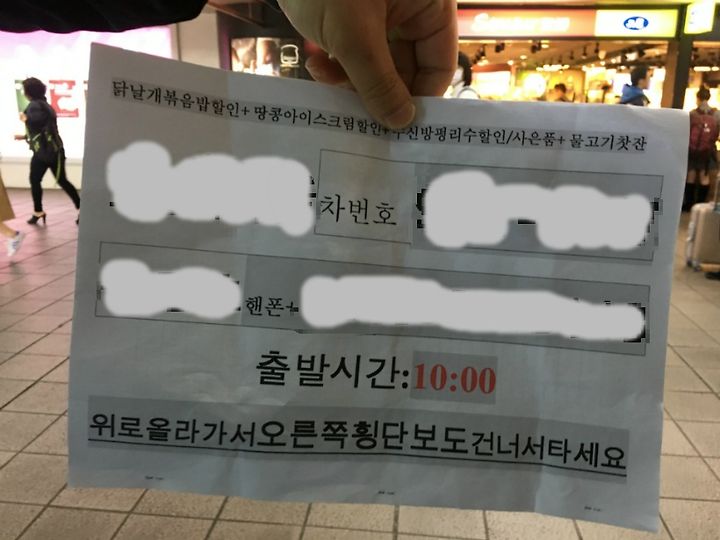 닭날개볶음밥할인+ 땅콩아이스크림할인+수신방펑리수할인/사은품+ 물고기찻잔
차번호
핸폰+
출발시간:10:00
위로올라가서오른쪽횡단보도건너서타세요